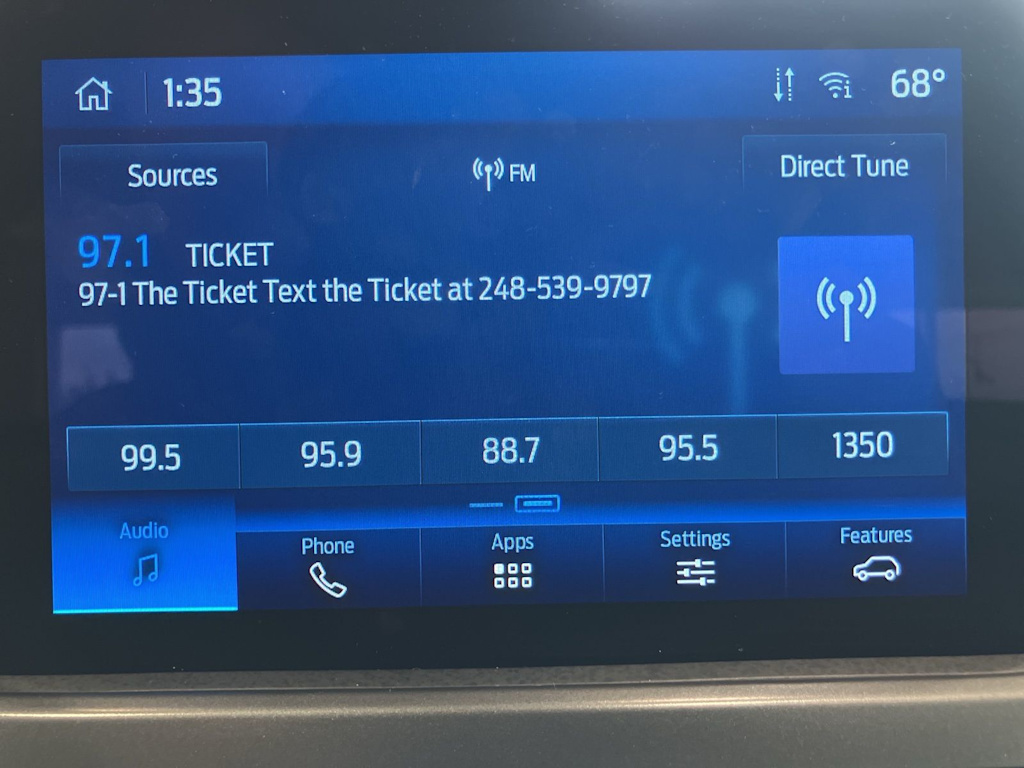 1:35
68°
Sources
FM
Direct Tune
97.1 TICKET
97-1 The Ticket Text the Ticket at 248-539-9797
99.5
95.9
88.7
95.5
1350
Audio
Phone
Apps
Settings
Features